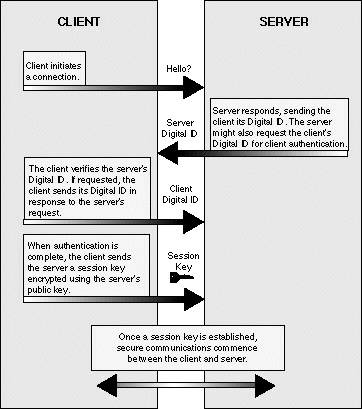 CLIENT
SERVER
Client initiates
a connection.
Hello?
Server responds, sending the
client its Digital ID. The server
might also request the client's
Digital ID for client authentication.
Server
Digital ID
The client verifies the server's
Digital ID. If requested, the
client sends its Digital ID in
response to the server's
request.
Client
Digital ID
When authentication is
complete, the client sends
the server a session key
encrypted using the server's
public key.
Session
Key
Once a session key is established,
secure communications commence
between the client and server.